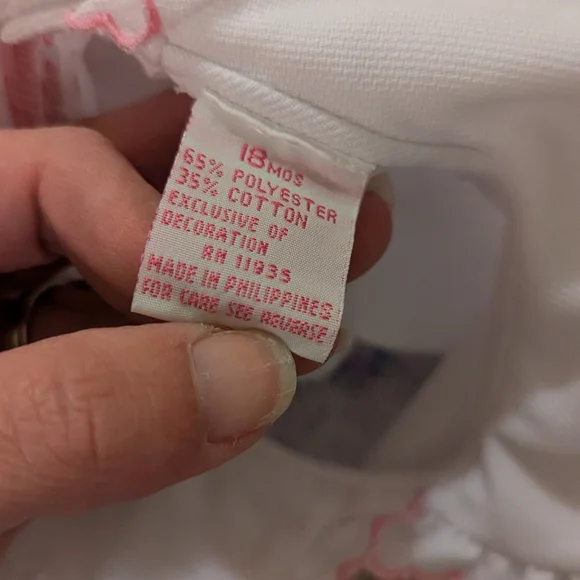 18 MOS
65% POLYESTER
35% COTTON
EXCLUSIVE OF
DECORATION
RN 11935
MADE IN PHILIPPINES
FOR CARE SEE REVERSE